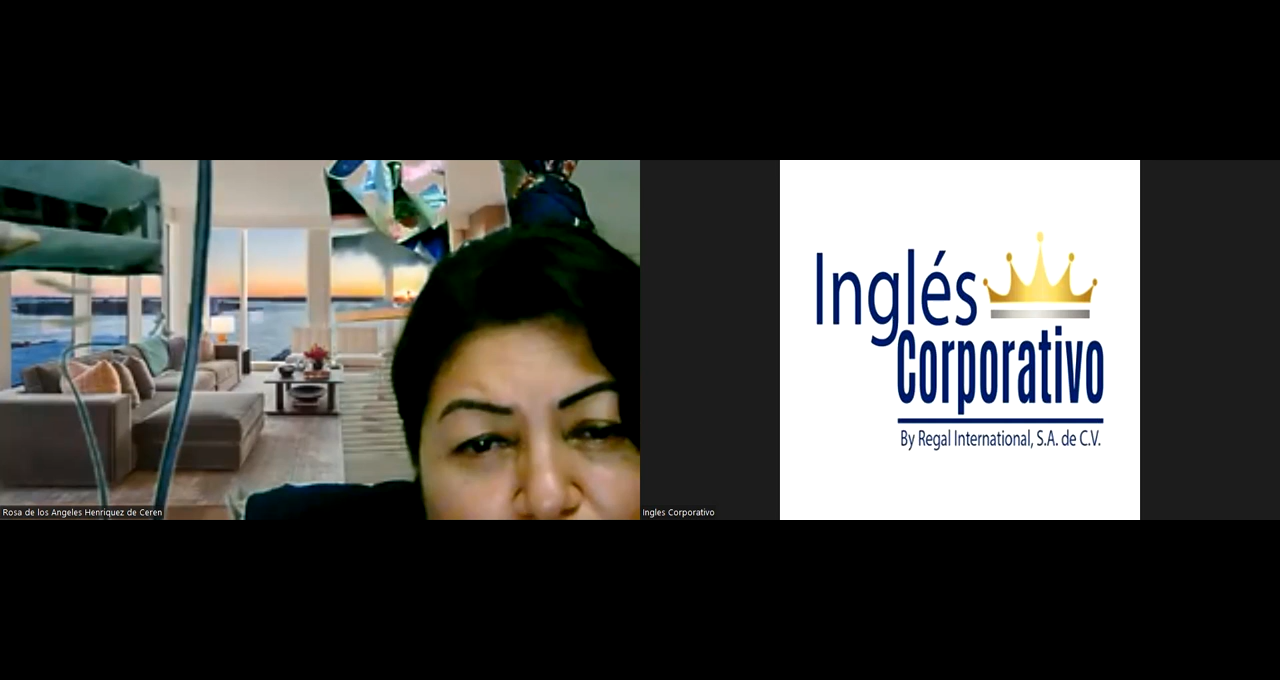 Inglés
Corporativo
By Regal International, S.A. de C.V.
Rosa de los Angeles Henriquez de Ceren
Ingles Corporativo